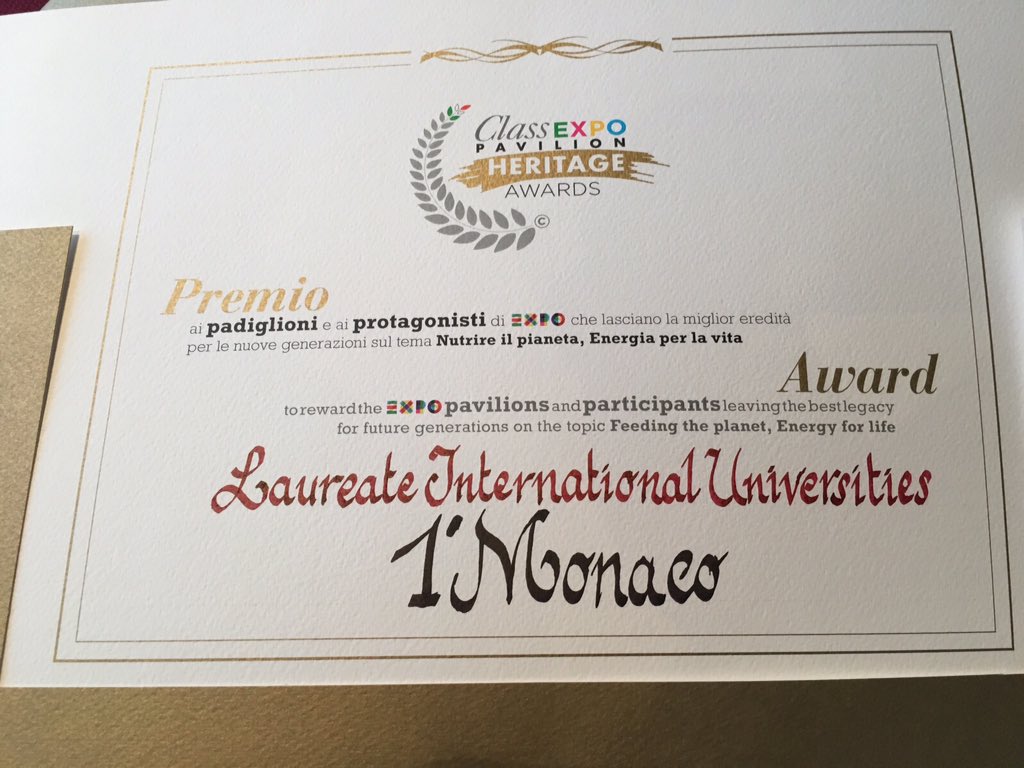 Class EXPO
PAVILION
HERITAGE
AWARDS
©
Premio
ai padiglioni e ai protagonisti di EXPO che lasciano la miglior eredità
per le nuove generazioni sul tema Nutrire il pianeta, Energia per la vita
Award
to reward the EXPO pavilions and participants leaving the best legacy
for future generations on the topic Feeding the planet, Energy for life
Laureate International Universities
1° Monaco